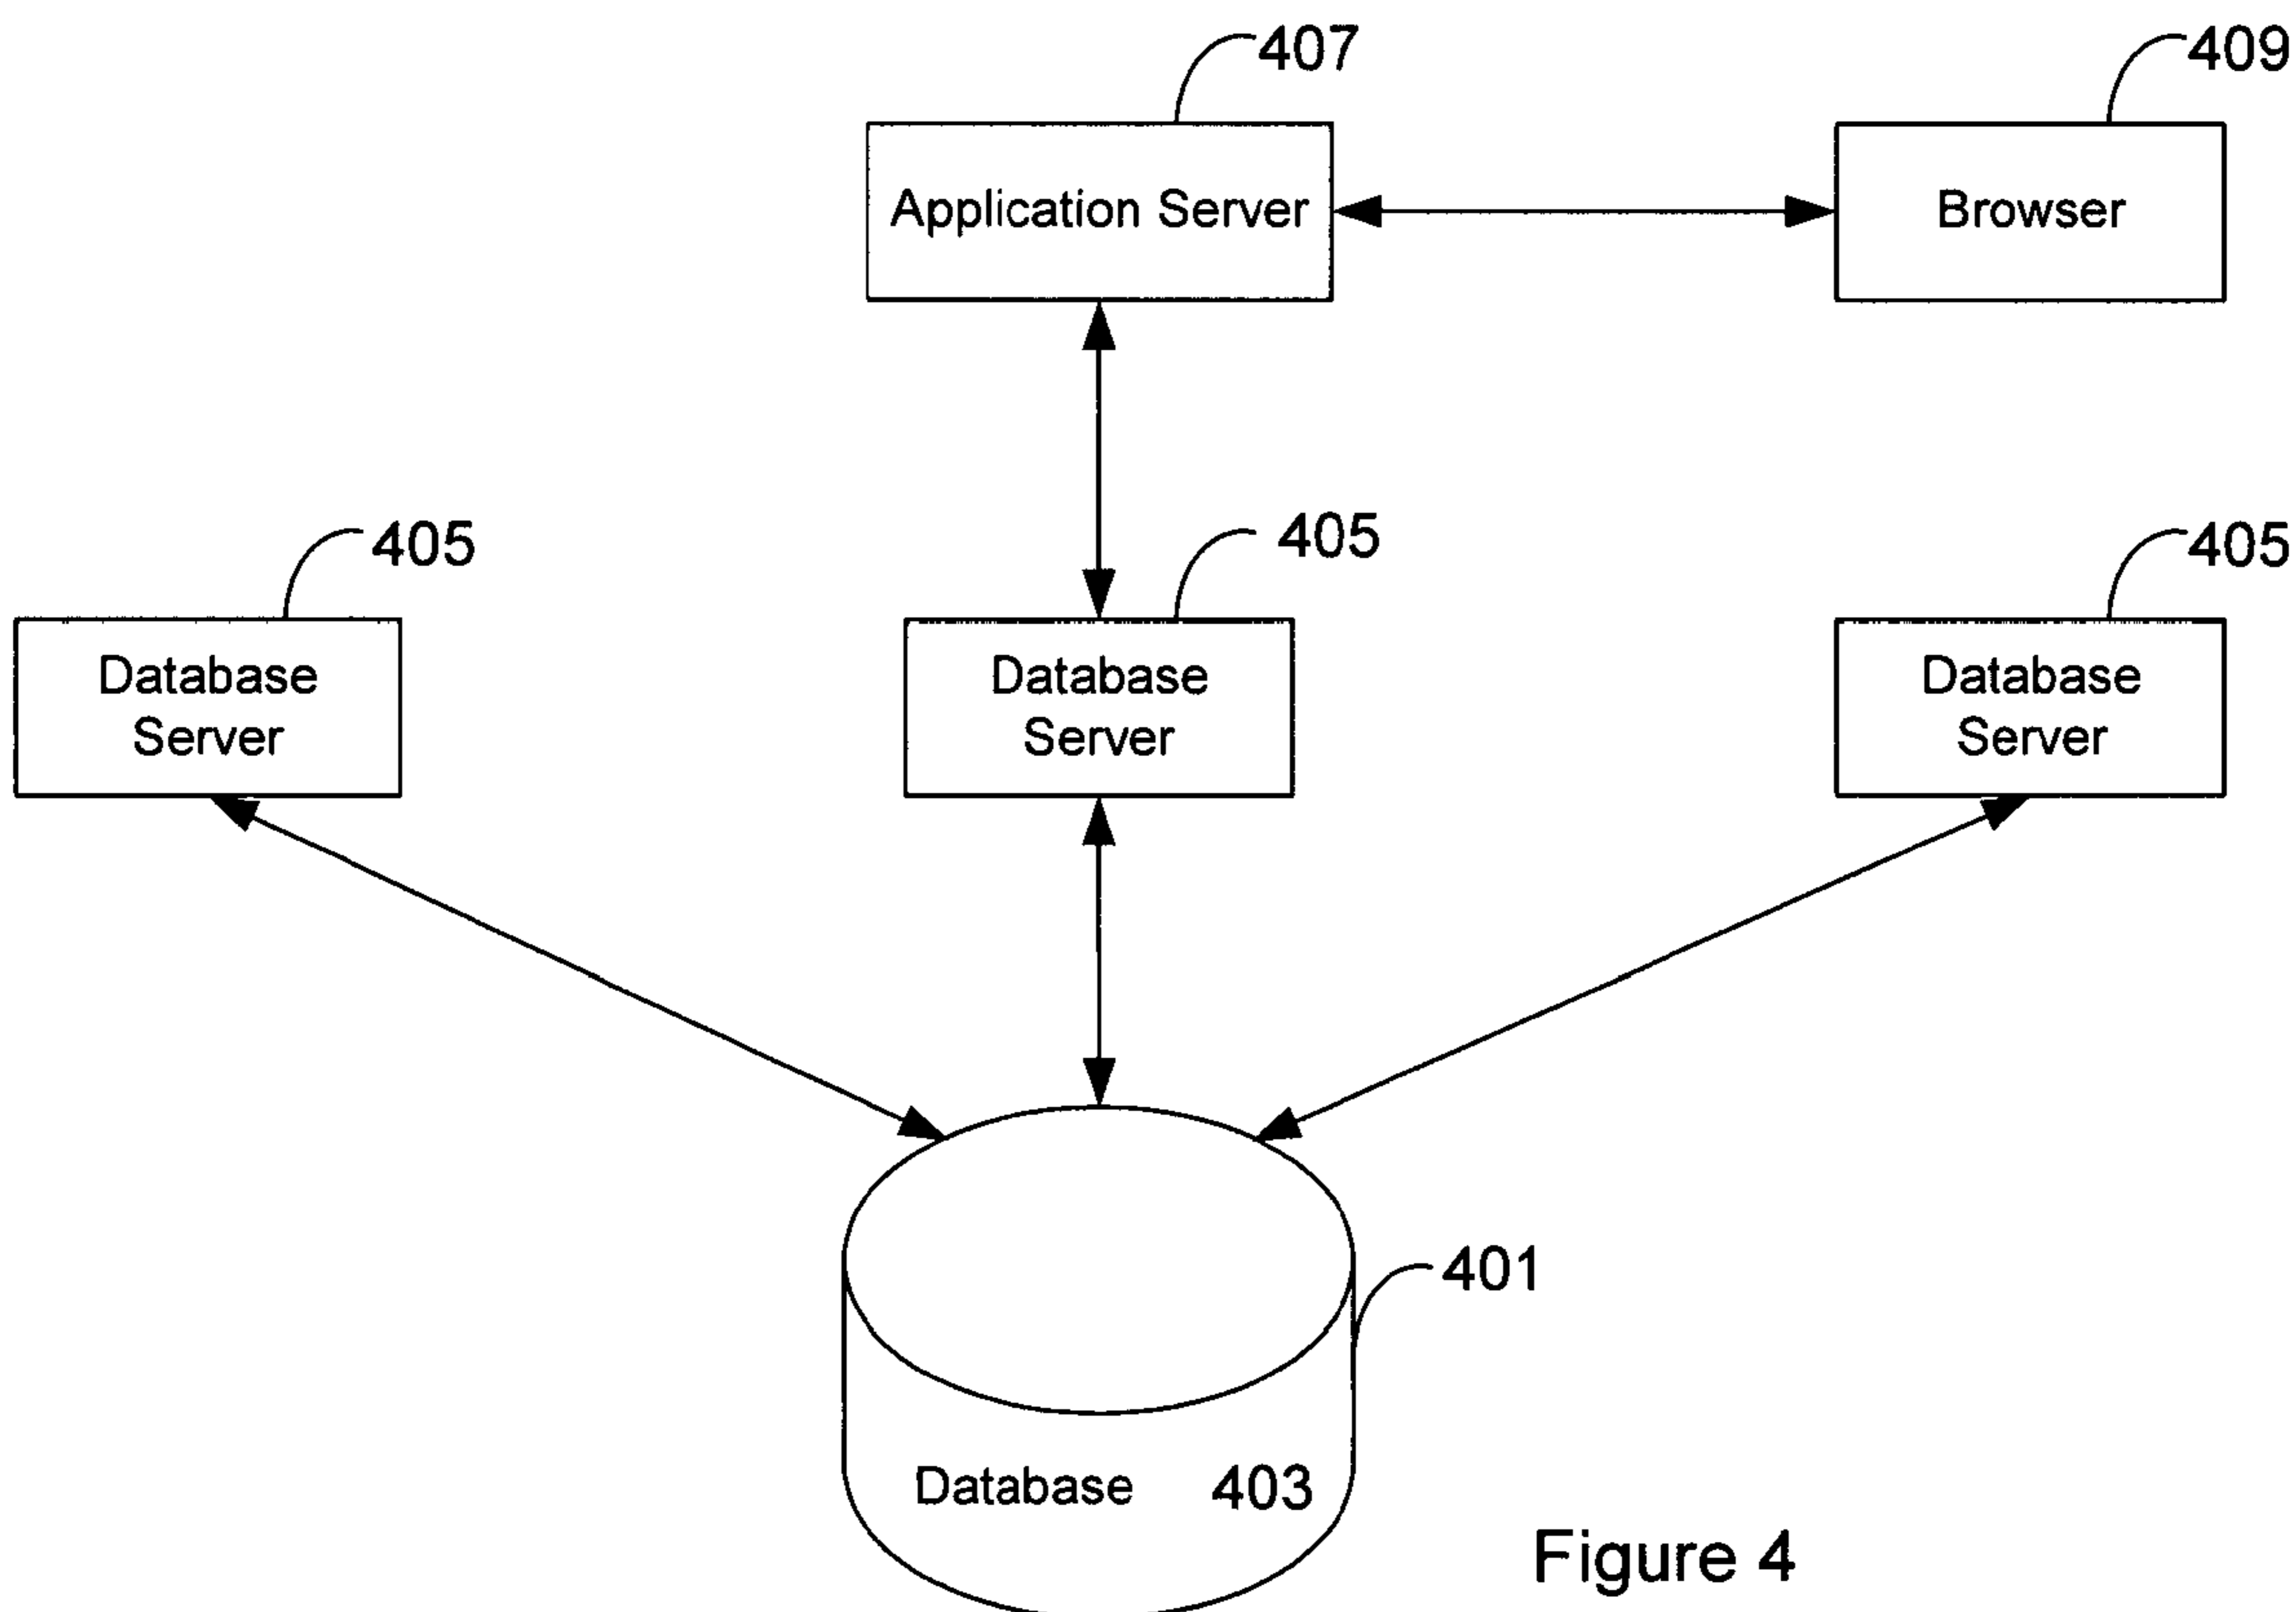 407
409
Application Server
Browser
405
405
405
Database
Server
Database
Server
Database
Server
401
Database 403
Figure 4